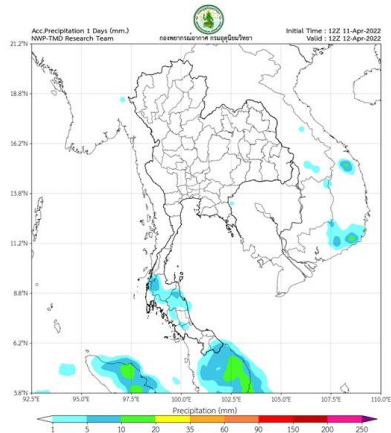 Acc.Precipitation 1 Days (mm.)
NWP-TMD Research Team
กองพยากรณ์อากาศ กรมอุตุนิยมวิทยา
Initial Time : 12Z 11-Apr-2022
Valid : 12Z 12-Apr-2022
21.2°N
18.8°N
16.2°N
13.8°N
11.2°N
8.8°N
6.2°N
3.8°N
92.5°E 95.0°E 97.5°E 100.0°E 102.5°E 105.0°E 107.5°E 110.0°E
Precipitation (mm)
1 5 10 20 35 60 90 150 200 250